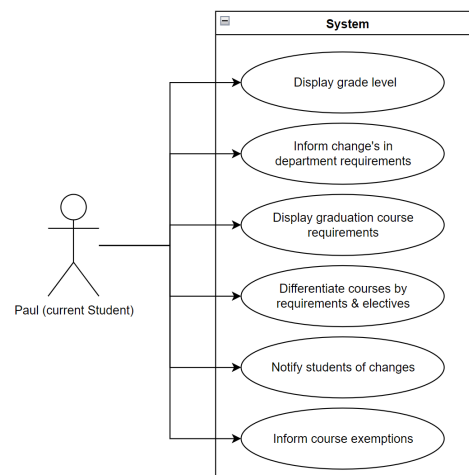 System
Display grade level
Inform change's in
department requirements
Display graduation course
requirements
Differentiate courses by
requirements & electives
Paul (current Student)
Notify students of changes
Inform course exemptions